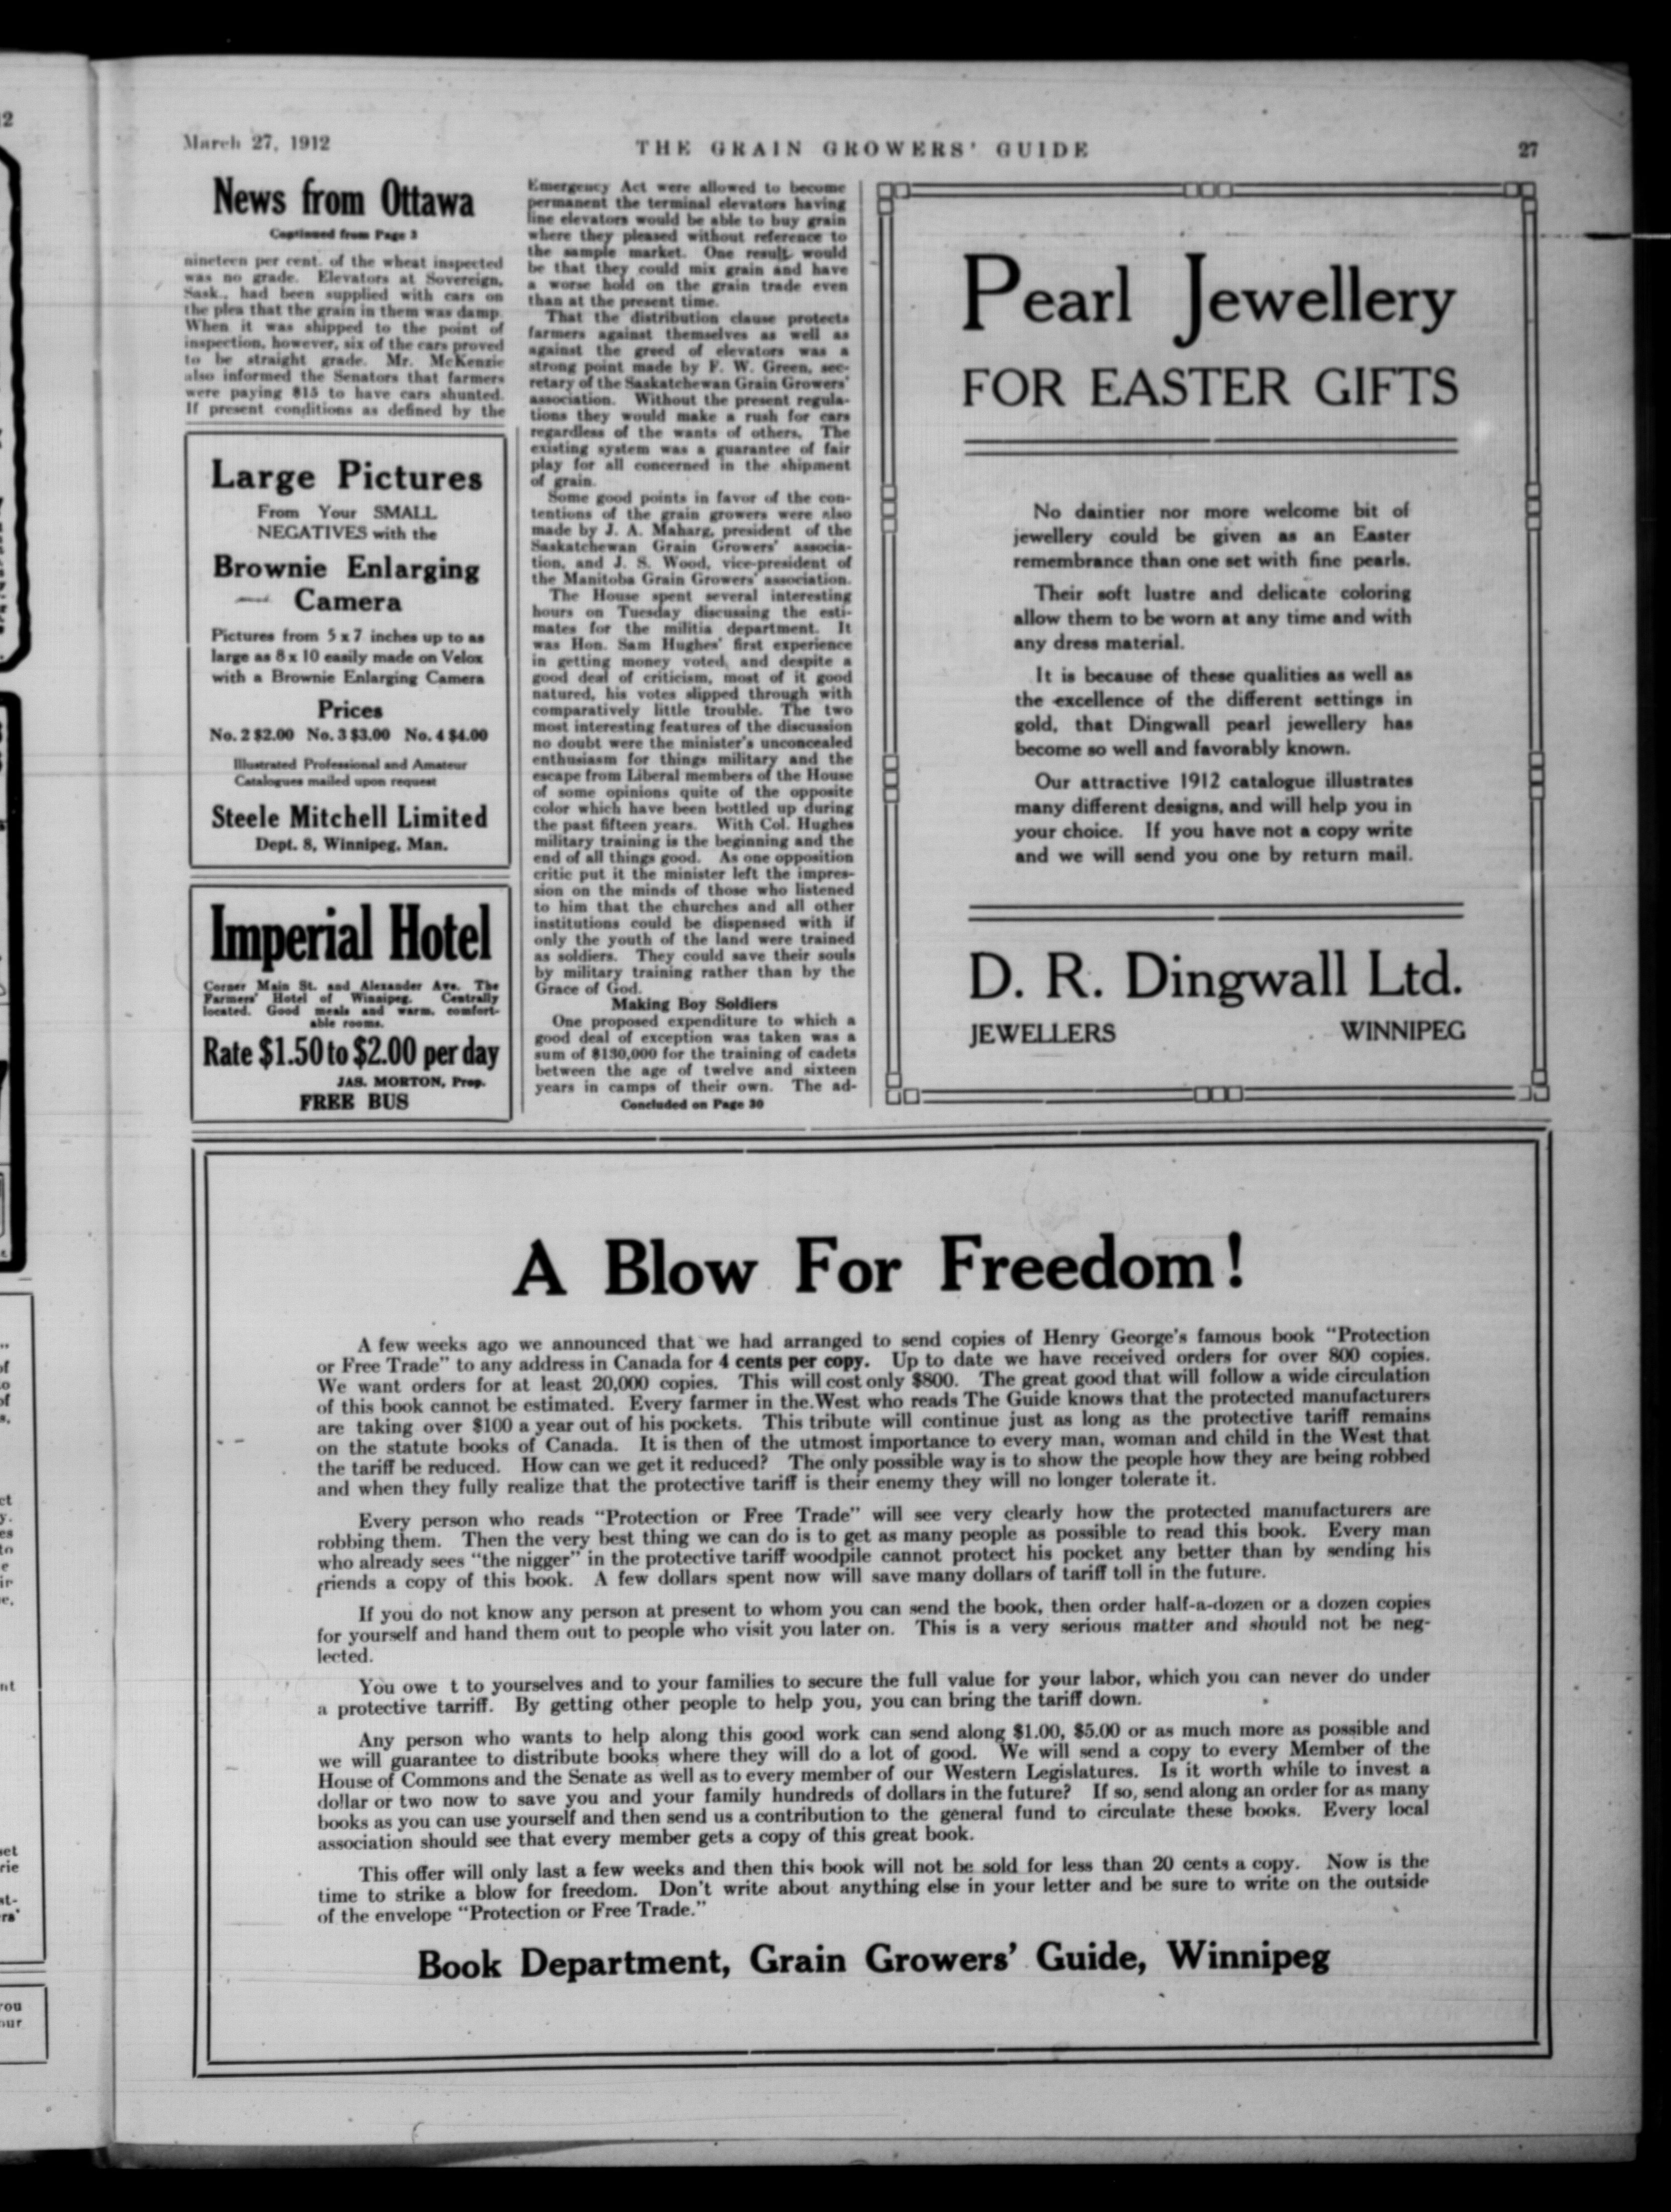 March 27, 1912
THE GRAIN GROWERS' GUIDE
27
News from Ottawa
Continued from Page 3
nineteen per cent. of the wheat inspected
was no grade. Elevators at Sovereign,
Sask., had been supplied with cars on
the plea that the grain in them was damp.
When it was shipped to the point of
inspection, however, six of the cars proved
to be straight grade. Mr. McKenzie
also informed the Senators that farmers
were paying $15 to have cars shunted.
If present conditions as defined by the
Large Pictures
From Your SMALL
NEGATIVES with the
Brownie Enlarging
Camera
Pictures from 5 x 7 inches up to as
large as 8 x 10 easily made on Velox
with a Brownie Enlarging Camera
Prices
No. 2 $2.00 No. 3 $3.00 No. 4 $4.00
Illustrated Professional and Amateur
Catalogues mailed upon request
Steele Mitchell Limited
Dept. 8, Winnipeg, Man.
Imperial Hotel
Corner Main St. and Alexander Ave. The
Farmers' Hotel of Winnipeg. Centrally
located. Good meals and warm, comfort-
able rooms.
Rate $1.50 to $2.00 per day
JAS. MORTON, Prop.
FREE BUS
Emergency Act were allowed to become
permanent the terminal elevators having
line elevators would be able to buy grain
where they pleased without reference to
the sample market. One result would
be that they could mix grain and have
a worse hold on the grain trade even
than at the present time.
That the distribution clause protects
farmers against themselves as well as
against the greed of elevators was a
strong point made by F. W. Green, sec-
retary of the Saskatchewan Grain Growers'
association. Without the present regula-
tions they would make a rush for cars
regardless of the wants of others. The
existing system was a guarantee of fair
play for all concerned in the shipment
of grain.
Some good points in favor of the con-
tentions of the grain growers were also
made by J. A. Maharg, president of the
Saskatchewan Grain Growers' associa-
tion, and J. S. Wood, vice-president of
the Manitoba Grain Growers' association.
The House spent several interesting
hours on Tuesday discussing the esti-
mates for the militia department. It
was Hon. Sam Hughes' first experience
in getting money voted, and despite a
good deal of criticism, most of it good
natured, his votes slipped through with
comparatively little trouble. The two
most interesting features of the discussion
no doubt were the minister's unconcealed
enthusiasm for things military and the
escape from Liberal members of the House
of some opinions quite of the opposite
color which have been bottled up during
the past fifteen years. With Col. Hughes
military training is the beginning and the
end of all things good. As one opposition
critic put it the minister left the impres-
sion on the minds of those who listened
to him that the churches and all other
institutions could be dispensed with if
only the youth of the land were trained
as soldiers. They could save their souls
by military training rather than by the
Grace of God.
Making Boy Soldiers
One proposed expenditure to which a
good deal of exception was taken was a
sum of $130,000 for the training of cadets
between the age of twelve and sixteen
years in camps of their own. The ad-
Concluded on Page 30
Pearl Jewellery
FOR EASTER GIFTS
No daintier nor more welcome bit of
jewellery could be given as an Easter
remembrance than one set with fine pearls.
Their soft lustre and delicate coloring
allow them to be worn at any time and with
any dress material.
It is because of these qualities as well as
the excellence of the different settings in
gold, that Dingwall pearl jewellery has
become so well and favorably known.
Our attractive 1912 catalogue illustrates
many different designs, and will help you in
your choice. If you have not a copy write
and we will send you one by return mail.
D. R. Dingwall Ltd.
JEWELLERS WINNIPEG
A Blow For Freedom!
A few weeks ago we announced that we had arranged to send copies of Henry George's famous book "Protection
or Free Trade" to any address in Canada for 4 cents per copy. Up to date we have received orders for over 800 copies.
We want orders for at least 20,000 copies. This will cost only $800. The great good that will follow a wide circulation
of this book cannot be estimated. Every farmer in the West who reads The Guide knows that the protected manufacturers
are taking over $100 a year out of his pockets. This tribute will continue just as long as the protective tariff remains
on the statute books of Canada. It is then of the utmost importance to every man, woman and child in the West that
the tariff be reduced. How can we get it reduced? The only possible way is to show the people how they are being robbed
and when they fully realize that the protective tariff is their enemy they will no longer tolerate it.
Every person who reads "Protection or Free Trade" will see very clearly how the protected manufacturers are
robbing them. Then the very best thing we can do is to get as many people as possible to read this book. Every man
who already sees "the nigger" in the protective tariff woodpile cannot protect his pocket any better than by sending his
friends a copy of this book. A few dollars spent now will save many dollars of tariff toll in the future.
If you do not know any person at present to whom you can send the book, then order half-a-dozen or a dozen copies
for yourself and hand them out to people who visit you later on. This is a very serious matter and should not be neg-
lected.
You owe t to yourselves and to your families to secure the full value for your labor, which you can never do under
a protective tarriff. By getting other people to help you, you can bring the tariff down.
Any person who wants to help along this good work can send along $1.00, $5.00 or as much more as possible and
we will guarantee to distribute books where they will do a lot of good. We will send a copy to every Member of the
House of Commons and the Senate as well as to every member of our Western Legislatures. Is it worth while to invest a
dollar or two now to save you and your family hundreds of dollars in the future? If so, send along an order for as many
books as you can use yourself and then send us a contribution to the general fund to circulate these books. Every local
association should see that every member gets a copy of this great book.
This offer will only last a few weeks and then this book will not be sold for less than 20 cents a copy. Now is the
time to strike a blow for freedom. Don't write about anything else in your letter and be sure to write on the outside
of the envelope "Protection or Free Trade."
Book Department, Grain Growers' Guide, Winnipeg